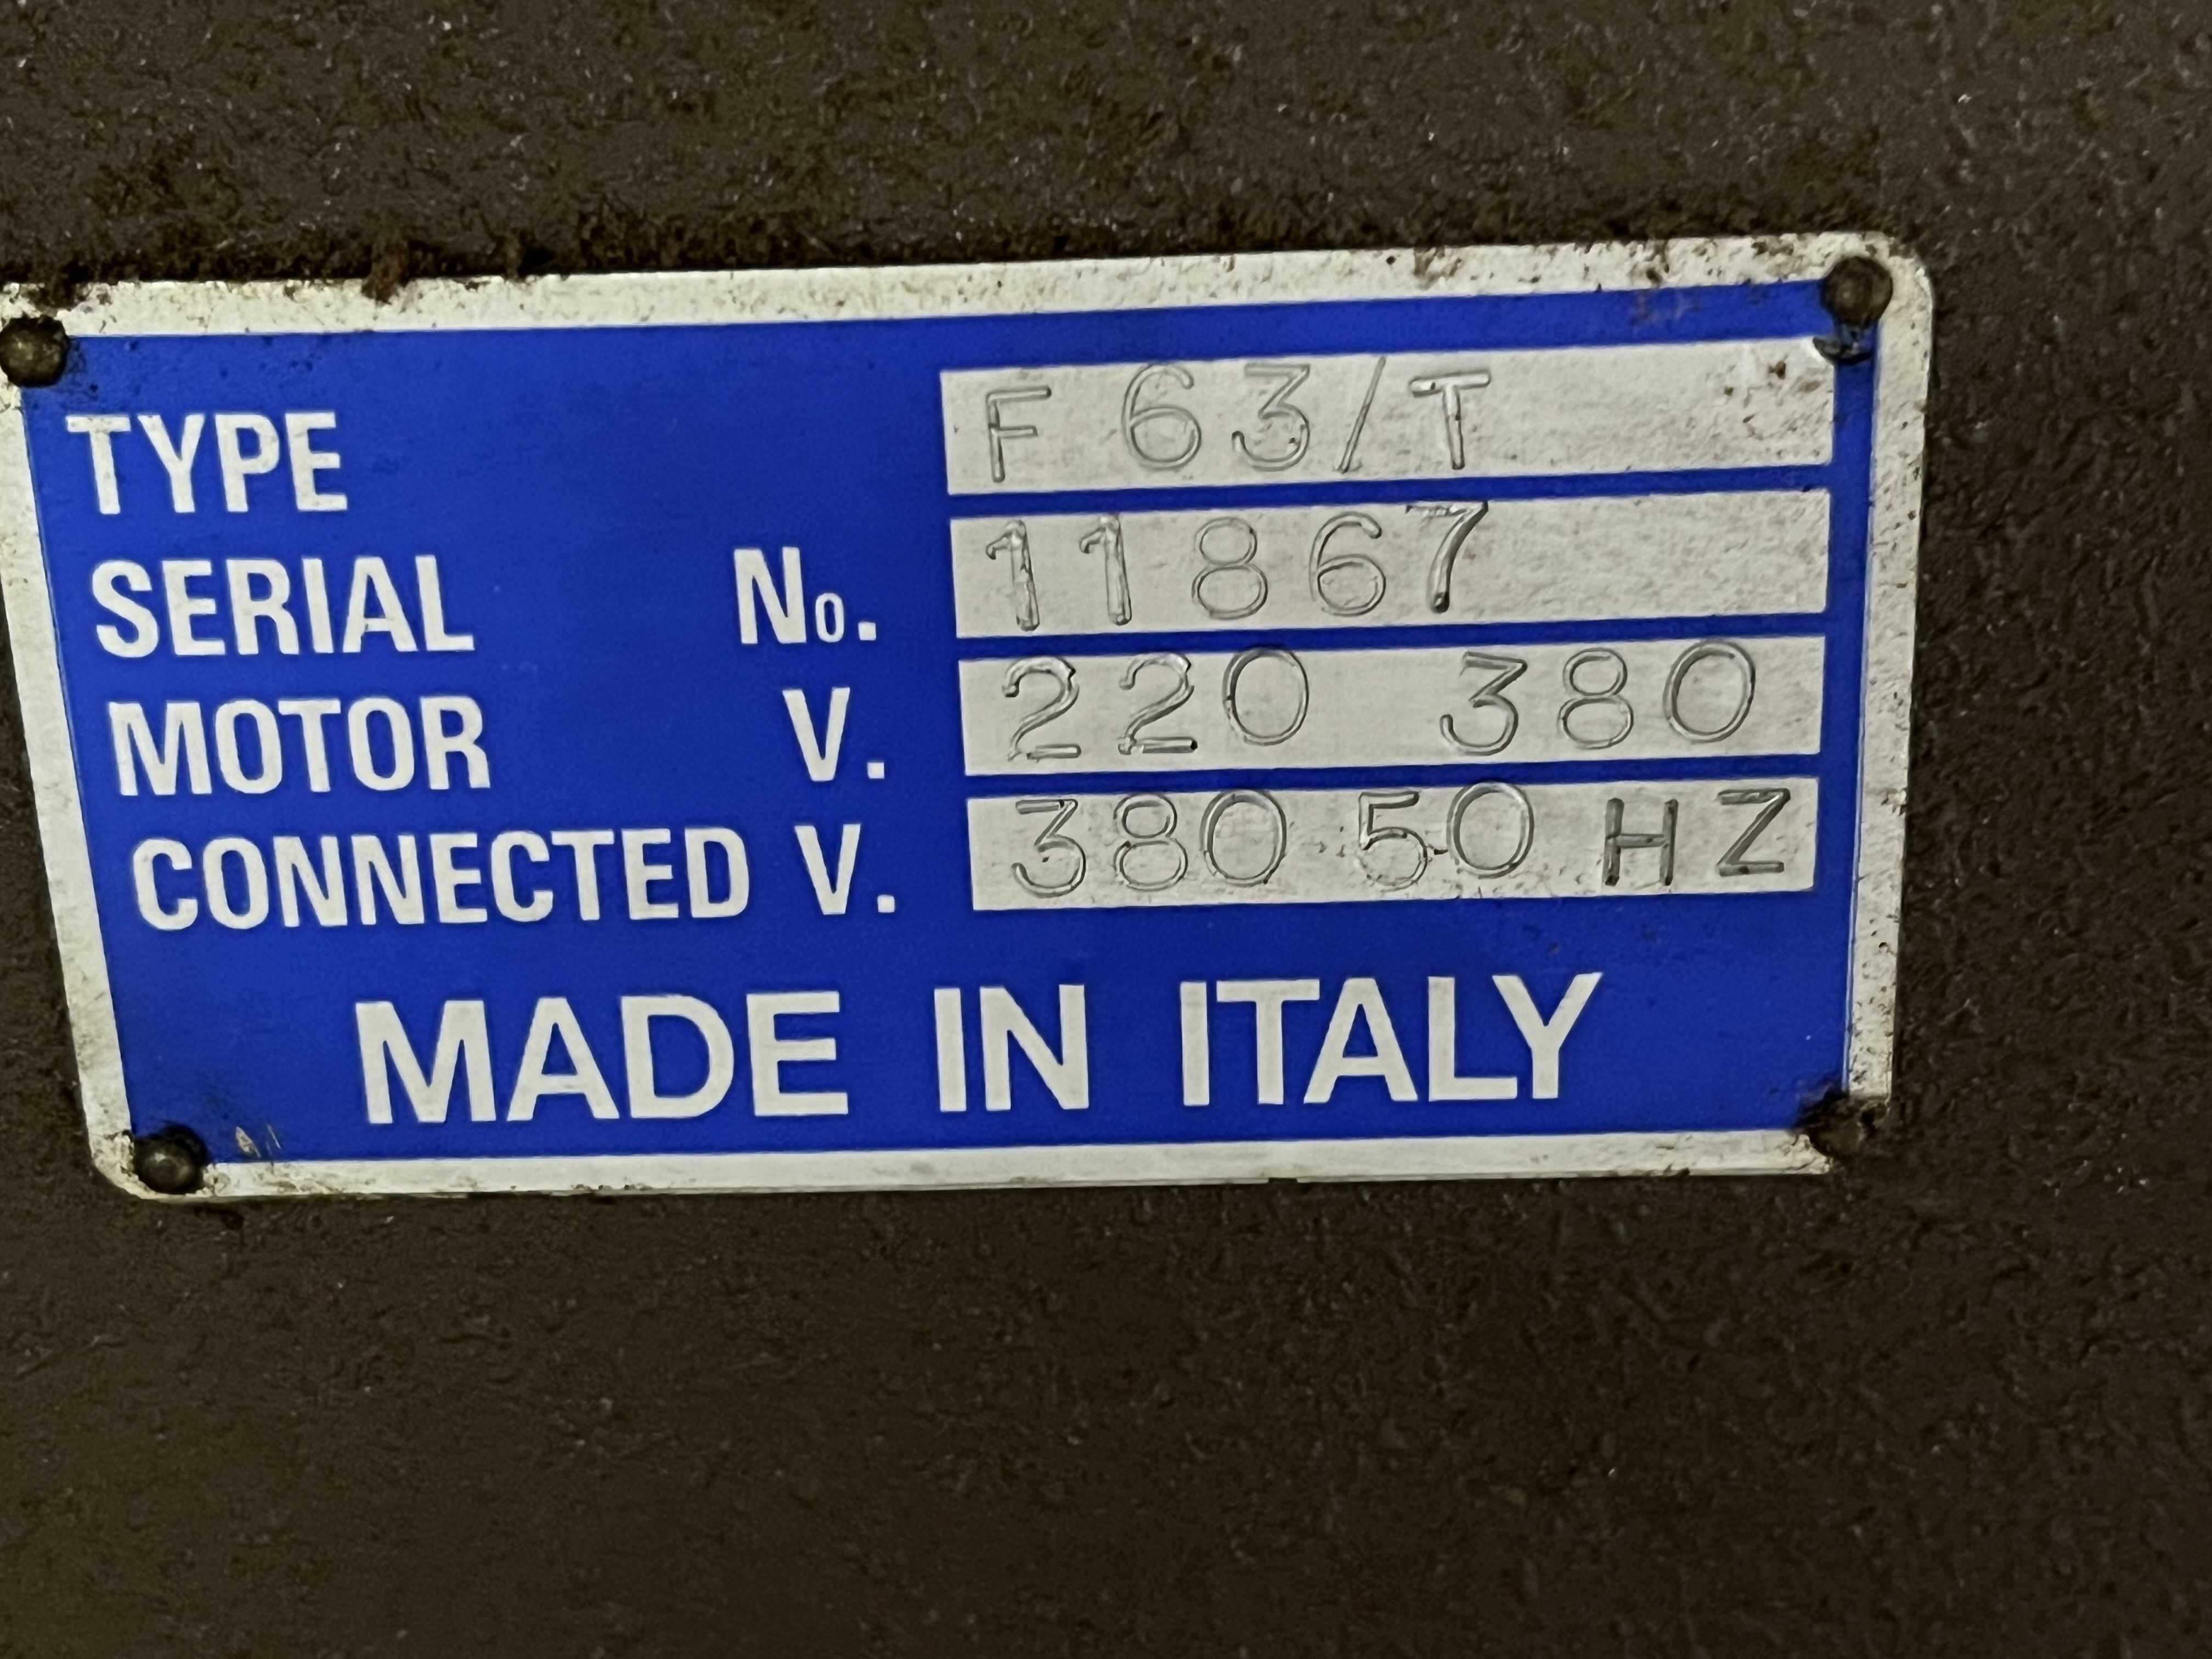 TYPE F 63/T
SERIAL No. 11867
MOTOR V. 220 380
CONNECTED V. 380 50 HZ
MADE IN ITALY